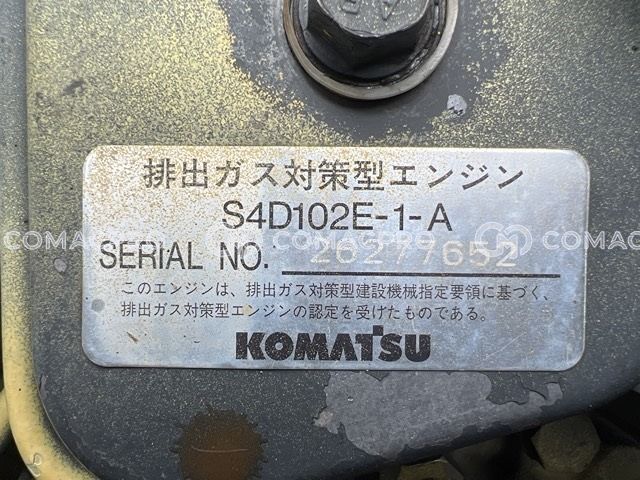 排出ガス対策型エンジン
S4D102E-1-A
SERIAL NO. 26277652
このエンジンは、排出ガス対策型建設機械指定要領に基づく、
排出ガス対策型エンジンの認定を受けたものである。
KOMATSU